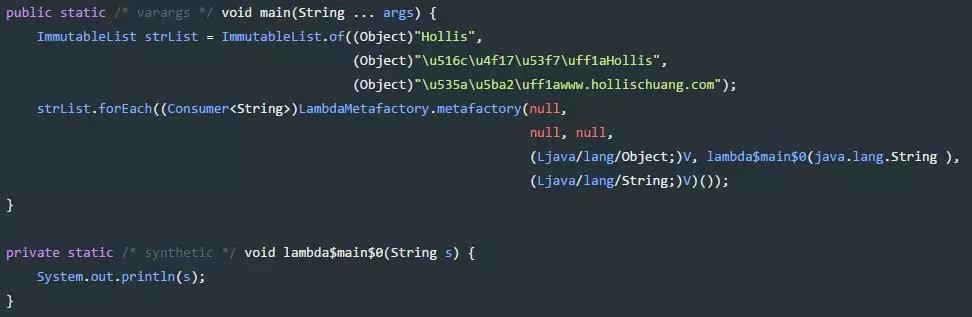 public static /* varargs */ void main(String ... args) {
    ImmutableList strList = ImmutableList.of((Object)"Hollis",
                                             (Object)"\u516c\u4f17\u53f7\uff1aHollis",
                                             (Object)"\u535a\u5ba2\uff1awww.hollischuang.com");
    strList.forEach((Consumer<String>)LambdaMetafactory.metafactory(null,
                                                                    null, null,
                                                                    (Ljava/lang/Object;)V, lambda$main$0(java.lang.String ),
                                                                    (Ljava/lang/String;)V)());
}
private static /* synthetic */ void lambda$main$0(String s) {
    System.out.println(s);
}